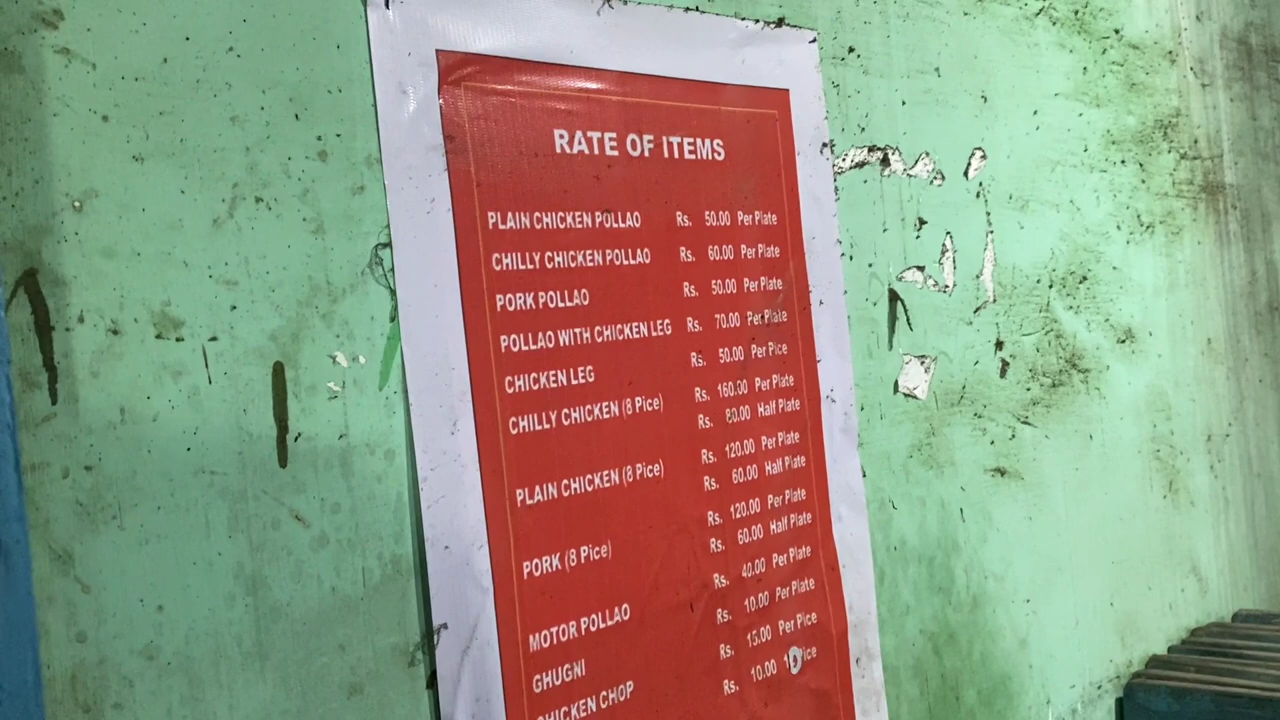 RATE OF ITEMS
PLAIN CHICKEN POLLAO Rs. 50.00 Per Plate
CHILLY CHICKEN POLLAO Rs. 60.00 Per Plate
PORK POLLAO Rs. 50.00 Per Plate
POLLAO WITH CHICKEN LEG Rs. 70.00 Per Plate
CHICKEN LEG Rs. 50.00 Per Pice
CHILLY CHICKEN (8 Pice) Rs. 160.00 Per Plate
Rs. 80.00 Half Plate
PLAIN CHICKEN (8 Pice) Rs. 120.00 Per Plate
Rs. 60.00 Half Plate
PORK (8 Pice) Rs. 120.00 Per Plate
Rs. 60.00 Half Plate
MOTOR POLLAO Rs. 40.00 Per Plate
GHUGNI Rs. 10.00 Per Plate
CHICKEN CHOP Rs. 15.00 Per Pice
Rs. 10.00